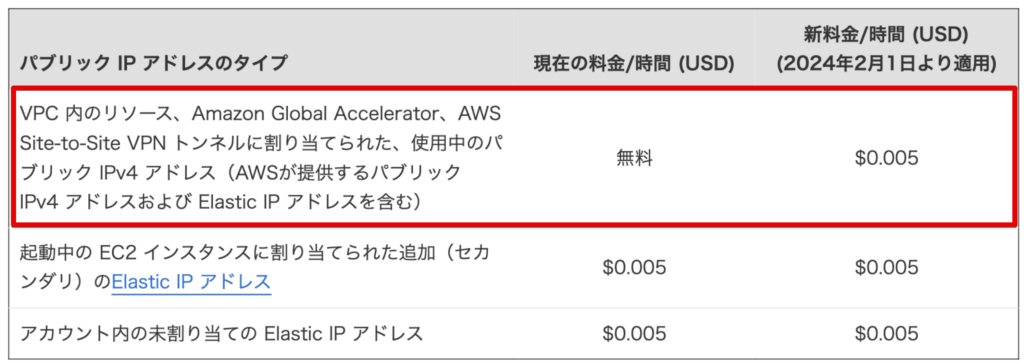 パブリック IP アドレスのタイプ
現在の料金/時間 (USD)
新料金/時間 (USD)
(2024年2月1日より適用)
VPC 内のリソース、Amazon Global Accelerator、AWS
Site-to-Site VPN トンネルに割り当てられた、使用中のパ
ブリック IPv4 アドレス（AWSが提供するパブリック
IPv4 アドレスおよび Elastic IP アドレスを含む）
無料
$0.005
起動中の EC2 インスタンスに割り当てられた追加（セカ
ンダリ）のElastic IP アドレス
$0.005
$0.005
アカウント内の未割り当ての Elastic IP アドレス
$0.005
$0.005